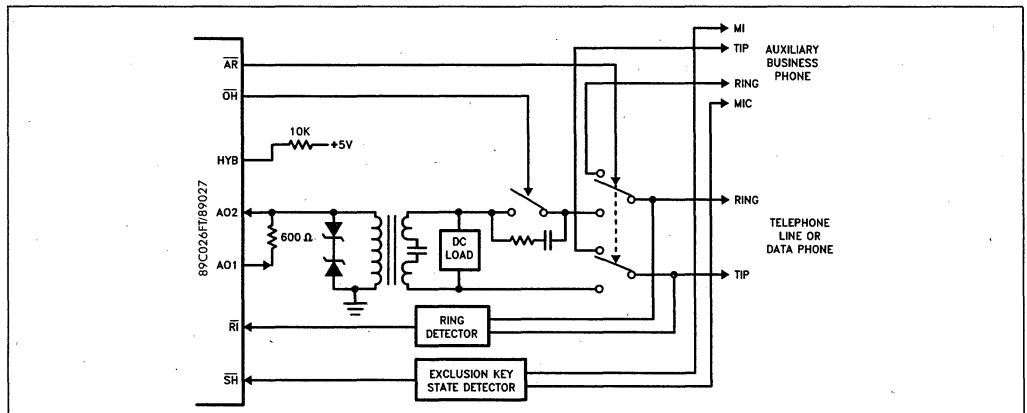 MI
TIP
AUXILIARY
BUSINESS
PHONE
RING
MIC
AR
OH
10K
+5V
HYB
89C026FT/89027
AO2
600 Ω
AO1
DC
LOAD
RING
TELEPHONE
LINE OR
DATA PHONE
TIP
RI
RING
DETECTOR
SH
EXCLUSION KEY
STATE DETECTOR